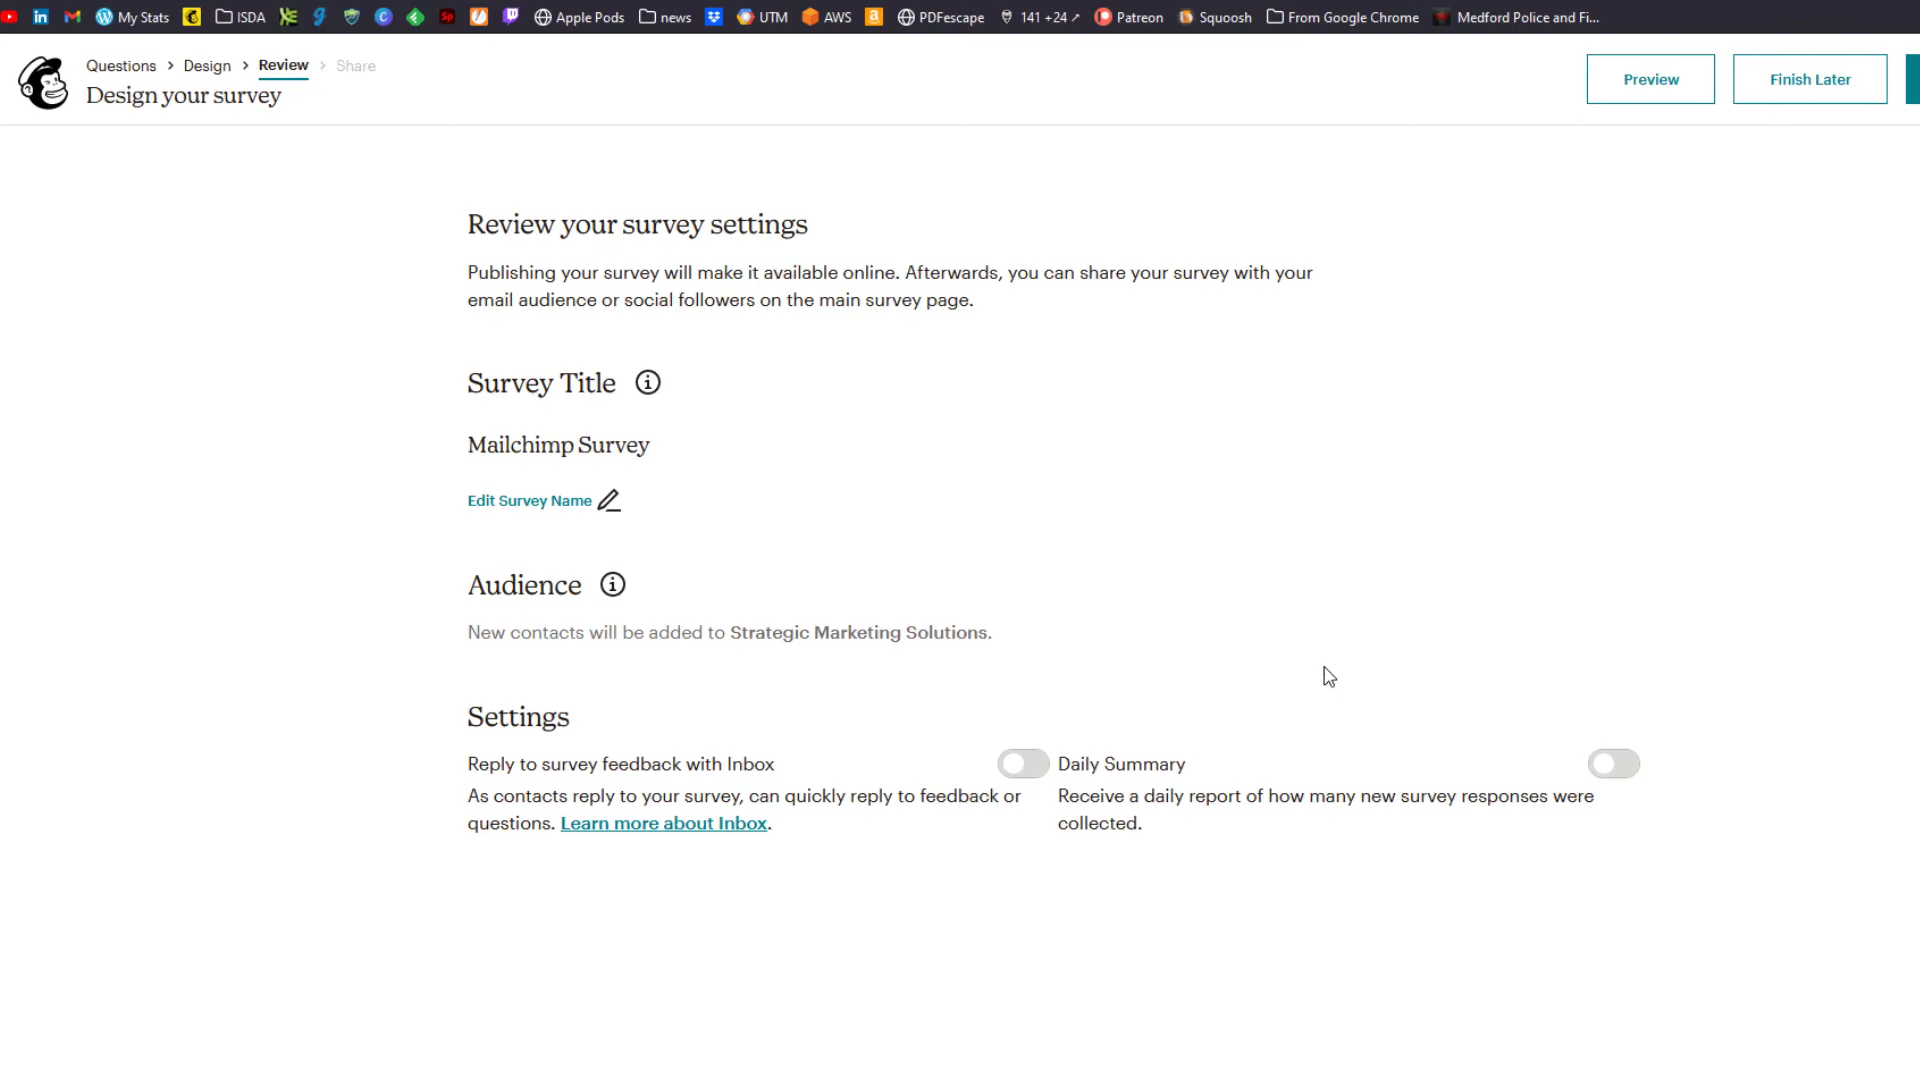 My Stats ISDA Sp Apple Pods news UTM AWS PDFescape 141 +24 Patreon Squoosh From Google Chrome Medford Police and Fi...
Questions > Design > Review > Share
Design your survey
Preview
Finish Later
Review your survey settings
Publishing your survey will make it available online. Afterwards, you can share your survey with your
email audience or social followers on the main survey page.
Survey Title
Mailchimp Survey
Edit Survey Name
Audience
New contacts will be added to Strategic Marketing Solutions.
Settings
Reply to survey feedback with Inbox
As contacts reply to your survey, can quickly reply to feedback or
questions. Learn more about Inbox.
Daily Summary
Receive a daily report of how many new survey responses were
collected.